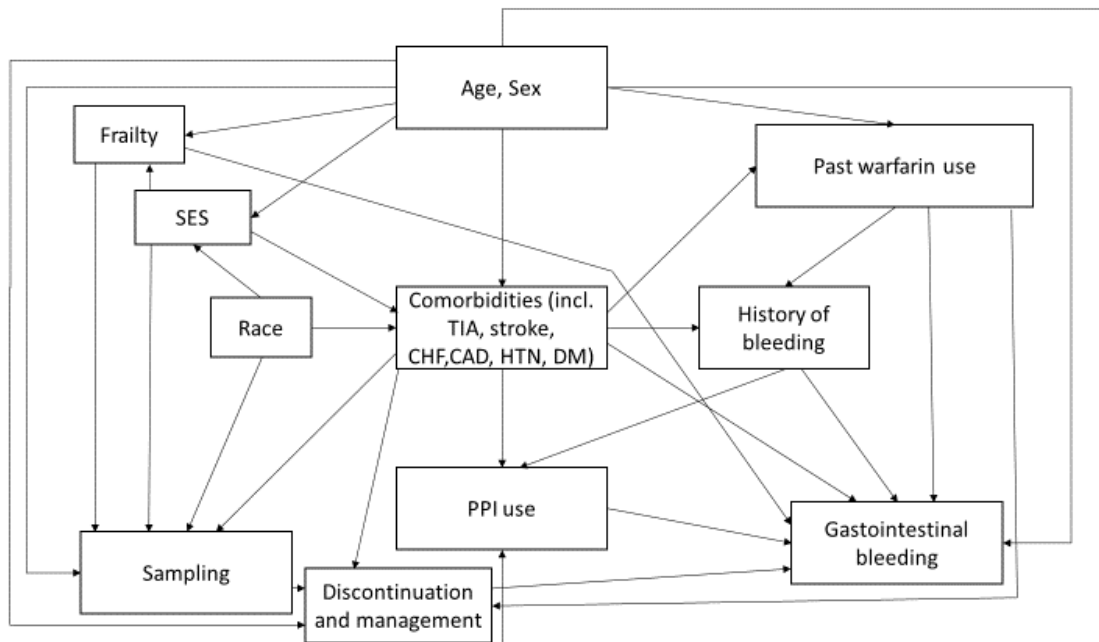 Age, Sex
Frailty
Past warfarin use
SES
Comorbidities (incl.
TIA, stroke,
CHF,CAD, HTN, DM)
Race
History of
bleeding
PPI use
Gastointestinal
bleeding
Sampling
Discontinuation
and management